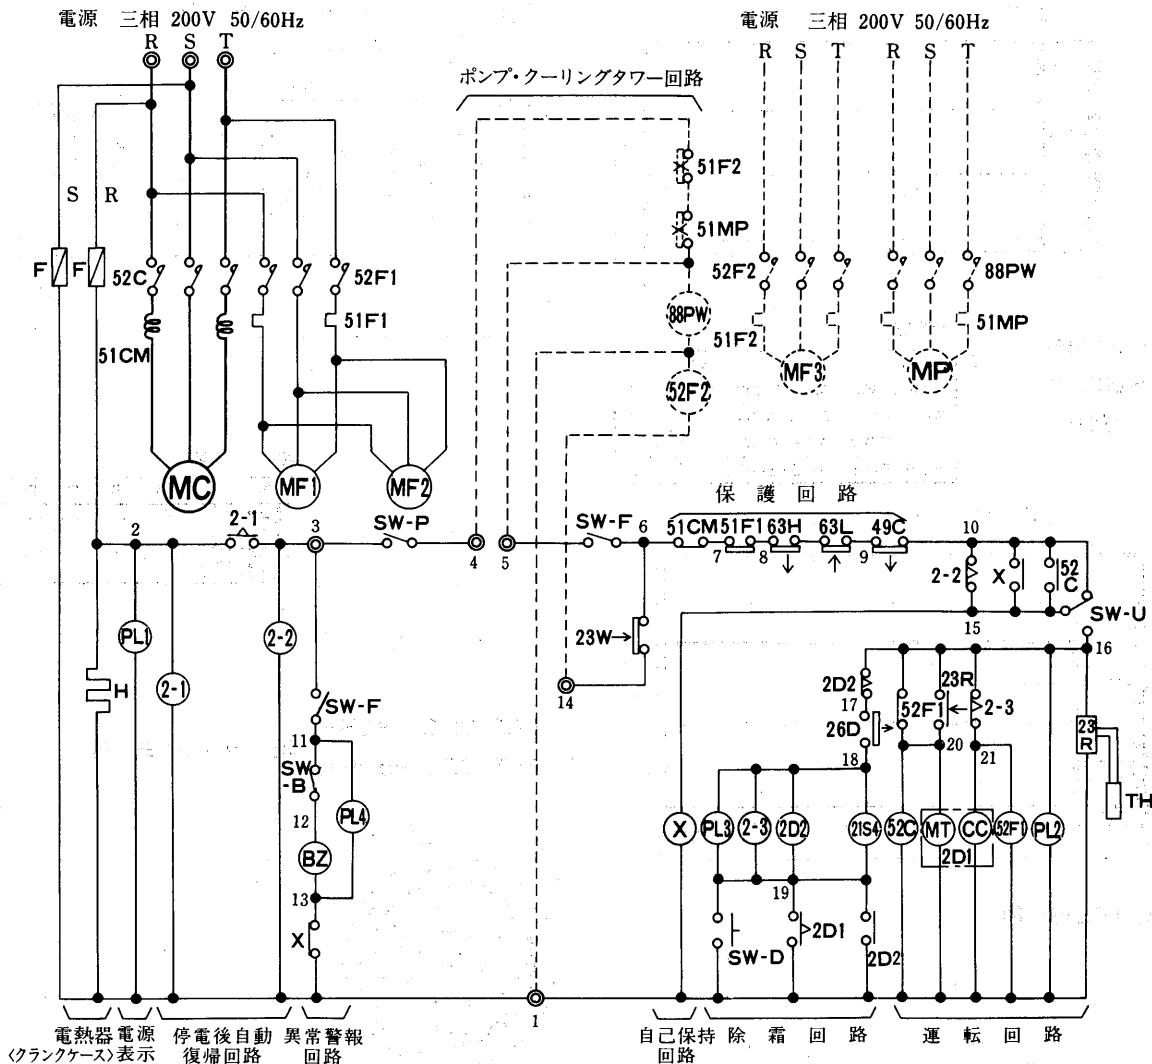 電源 三相 200V 50/60Hz
電源 三相 200V 50/60Hz
R S T
R S T R S T
ポンプ・クーリングタワー回路
51F2
S R
51MP
F F 52C 52F1
52F2 88PW
88PW
51F1
51F2 51MP
51CM
MF3 MP
52F2
MC MF1 MF2
保護回路
2 2-1 3 SW-P 4 5 SW-F 6 51CM 51F1 63H 63L 49C 10
7 8 9
2-2 X 52C
SW-U
15
PL1 2-2 23W
16
2-1
H
14
2D2 23R
17 52F1 2-3
SW-F
26D 23R
11 20 21
18
SW-B
TH
PL4
12
X PL3 2-3 2D2 21S4 52C MT CC 52F1 PL2
2D1
BZ
13 19
X
2D1
SW-D 2D2
1
電熱器
〈クランクケース〉
電源
表示
停電後自動
復帰回路
異常警報
回路
自己保持
回路
除霜回路
運転回路